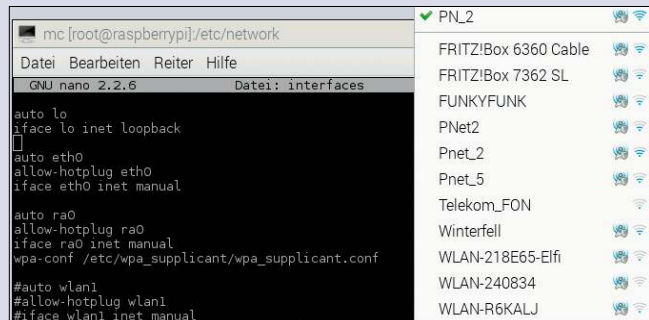 mc [root@raspberrypi]:/etc/network
Datei Bearbeiten Reiter Hilfe
GNU nano 2.2.6 Datei: interfaces
auto lo
iface lo inet loopback
auto eth0
allow-hotplug eth0
iface eth0 inet manual
auto ra0
allow-hotplug ra0
iface ra0 inet manual
wpa-conf /etc/wpa_supplicant/wpa_supplicant.conf
#auto wlan1
#allow-hotplug wlan1
#iface wlan1 inet manual
PN_2
FRITZ!Box 6360 Cable
FRITZ!Box 7362 SL
FUNKYFUNK
PNet2
Pnet_2
Pnet_5
Telekom_FON
Winterfell
WLAN-218E65-Elfi
WLAN-240834
WLAN-R6KALJ